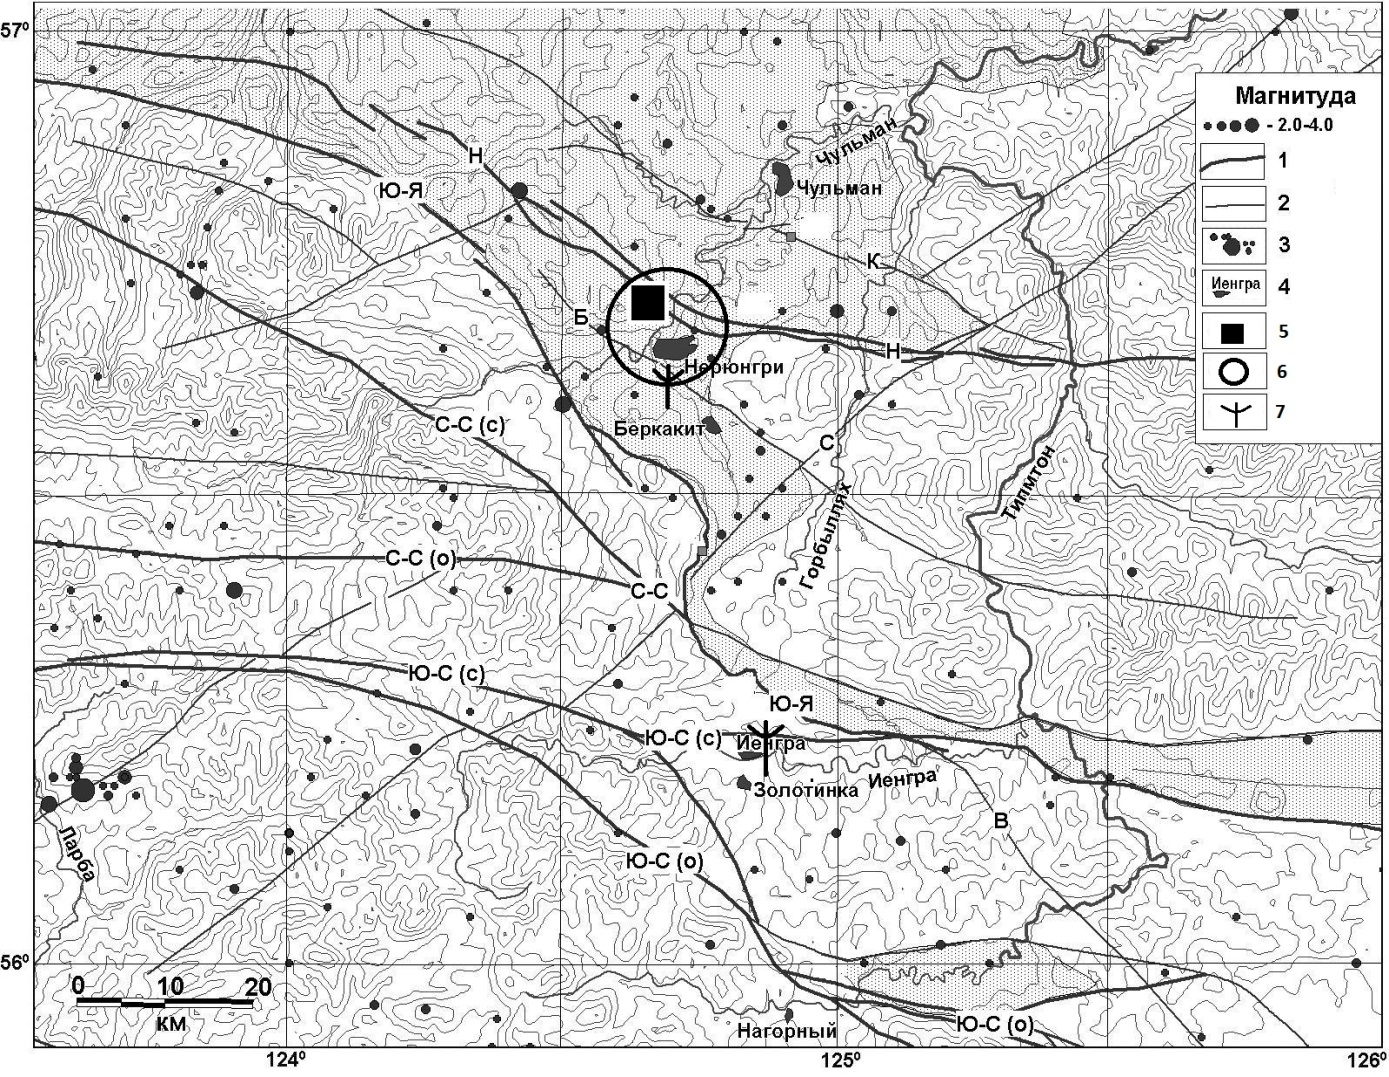 57⁰
Магнитуда
- 2.0-4.0
1
2
3
Иенгра
4
5
6
7
Чульман
Чульман
Н
Ю-Я
К
Б
Н
Нерюнгри
Беркакит
С-С (с)
С
Типмтон
Горбыллях
С-С (о)
С-С
Ю-С (с)
Ю-Я
Ю-С (с)
Иенгра
Иенгра
Золотинка
Ларба
В
Ю-С (о)
56⁰
0 10 20
км
Нагорный
Ю-С (о)
124⁰
125⁰
126⁰